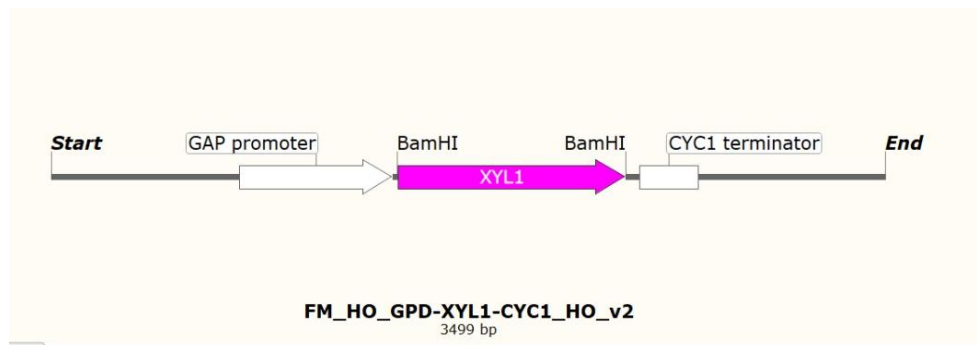 Start GAP promoter BamHI BamHI CYC1 terminator End
XYL1
FM_HO_GPD-XYL1-CYC1_HO_v2
3499 bp